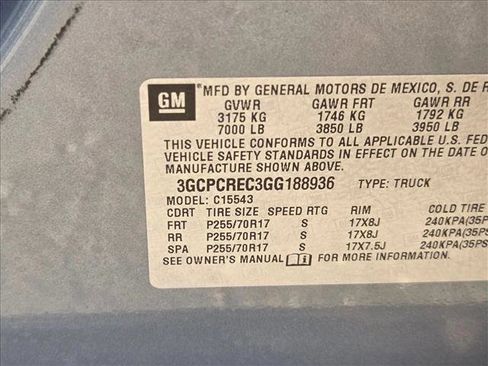 GM MFD BY GENERAL MOTORS DE MEXICO, S. DE R
GVWR GAWR FRT GAWR RR
3175 KG 1746 KG 1792 KG
7000 LB 3850 LB 3950 LB
THIS VEHICLE CONFORMS TO ALL APPLICABLE U.S. FED
VEHICLE SAFETY STANDARDS IN EFFECT ON THE DATE O
MANUFACTURE SHOWN ABOVE.
3GCPCREC3GG188936 TYPE: TRUCK
MODEL: C15543
CDRT TIRE SIZE SPEED RTG RIM COLD TIRE
FRT P255/70R17 S 17X8J 240KPA(35PS
RR P255/70R17 S 17X8J 240KPA(35PS
SPA P255/70R17 S 17X7.5J 240KPA(35PS
SEE OWNER'S MANUAL FOR MORE INFORMATION